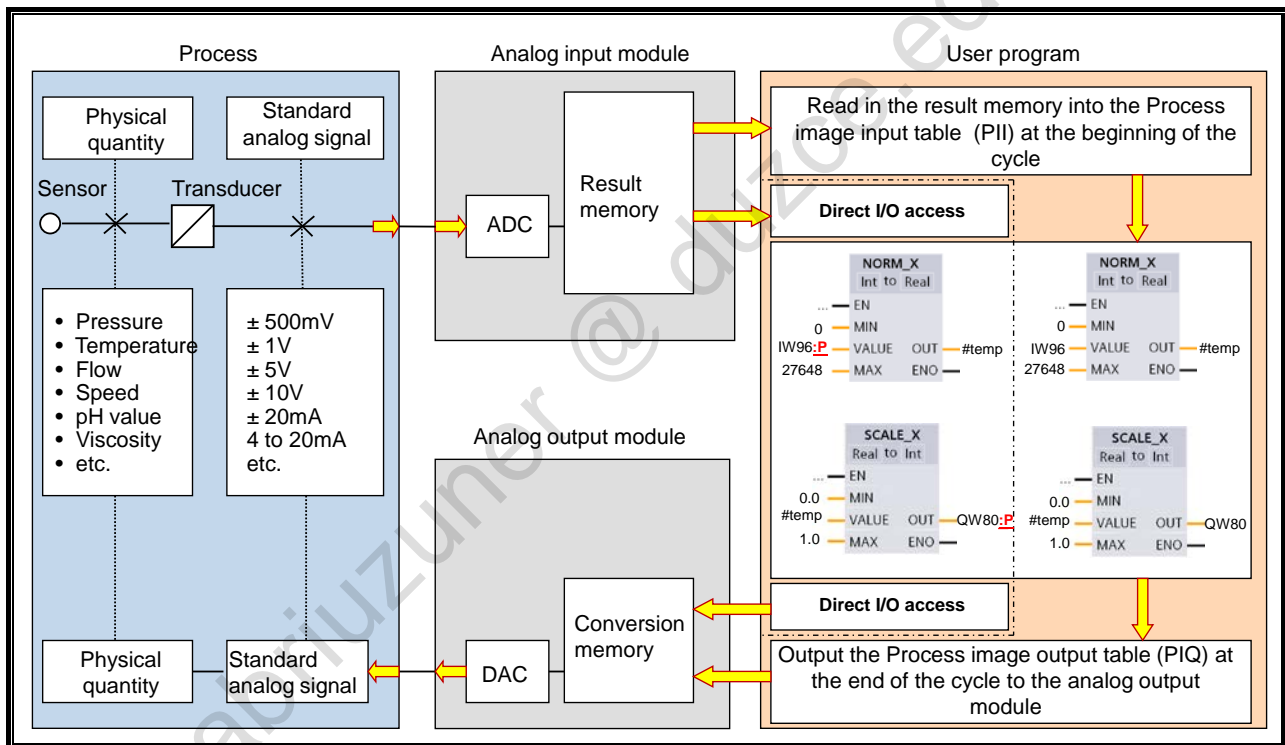 Process
Physical
quantity
Standard
analog signal
Sensor
Transducer
• Pressure
• Temperature
• Flow
• Speed
• pH value
• Viscosity
• etc.
± 500mV
± 1V
± 5V
± 10V
± 20mA
4 to 20mA
etc.
Physical
quantity
Standard
analog signal
Analog input module
ADC
Result
memory
Analog output module
DAC
Conversion
memory
User program
Read in the result memory into the Process
image input table (PII) at the beginning of the
cycle
Direct I/O access
NORM_X
Int to Real
... EN
0 MIN
IW96:P VALUE OUT #temp
27648 MAX ENO
NORM_X
Int to Real
... EN
0 MIN
IW96 VALUE OUT #temp
27648 MAX ENO
SCALE_X
Real to Int
... EN
0.0 MIN
#temp VALUE OUT QW80:P
1.0 MAX ENO
SCALE_X
Real to Int
... EN
0.0 MIN
#temp VALUE OUT QW80
1.0 MAX ENO
Direct I/O access
Output the Process image output table (PIQ) at
the end of the cycle to the analog output
module
abriuzuner @ duzce.ed